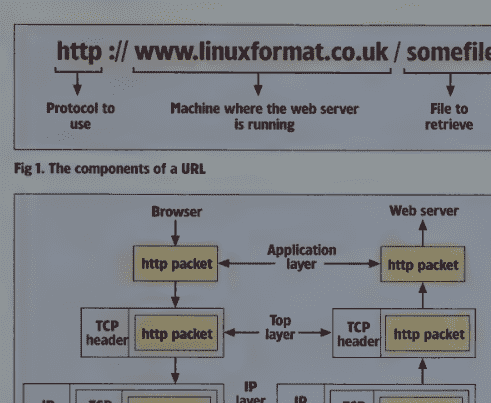 http :// www.linuxformat.co.uk / somefile
Protocol to
use
Machine where the web server
is running
File to
retrieve
Fig 1. The components of a URL
Browser
Web server
http packet
Application
layer
http packet
TCP
header
http packet
Top
layer
TCP
header
http packet
IP
layer